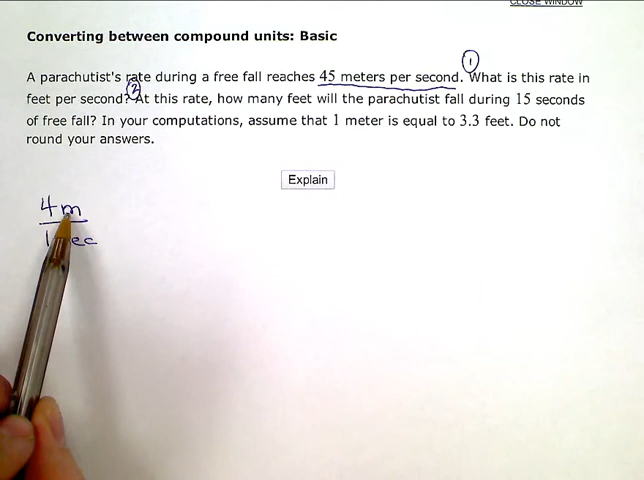 CLOSE WINDOW
Converting between compound units: Basic
①
A parachutist's rate during a free fall reaches 45 meters per second. What is this rate in
②
feet per second? At this rate, how many feet will the parachutist fall during 15 seconds
of free fall? In your computations, assume that 1 meter is equal to 3.3 feet. Do not
round your answers.
Explain
4m